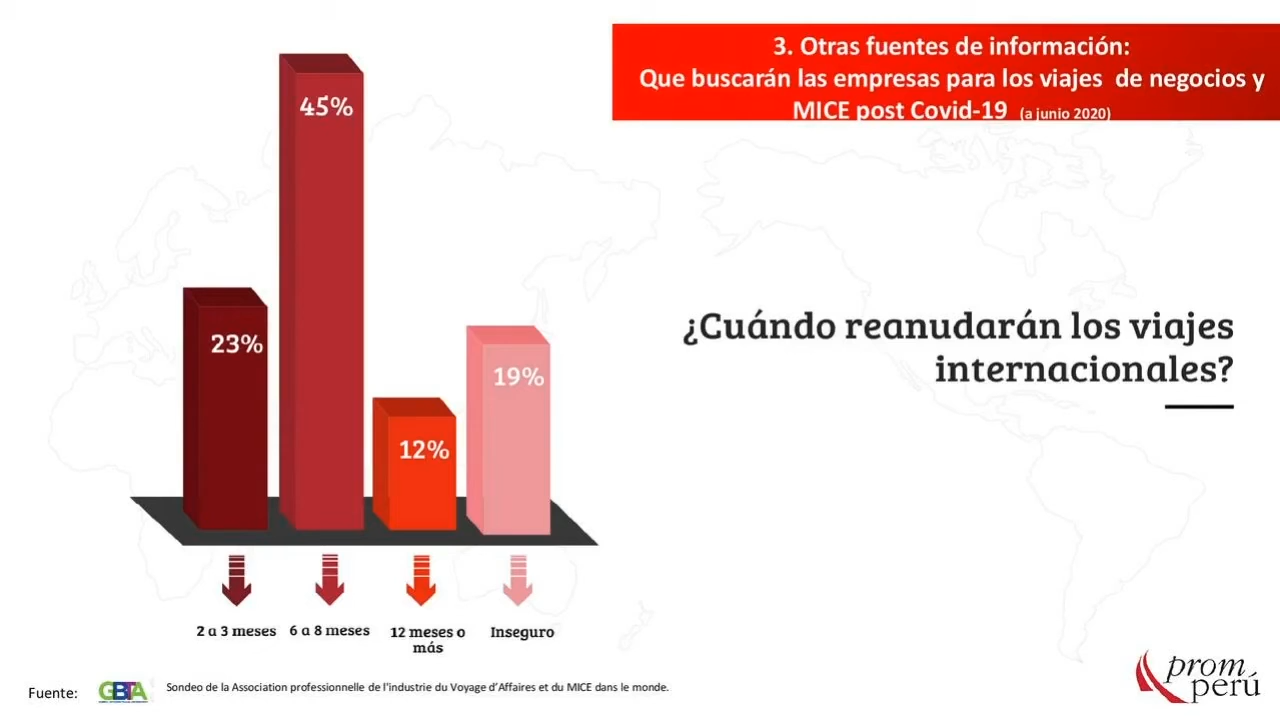 3. Otras fuentes de información:
Que buscarán las empresas para los viajes de negocios y
MICE post Covid-19 (a junio 2020)
45%
23%
19%
12%
¿Cuándo reanudarán los viajes
internacionales?
2 a 3 meses
6 a 8 meses
12 meses o
más
Inseguro
Fuente:
GBTA
Sondeo de la Association professionnelle de l'industrie du Voyage d'Affaires et du MICE dans le monde.
prom
perú